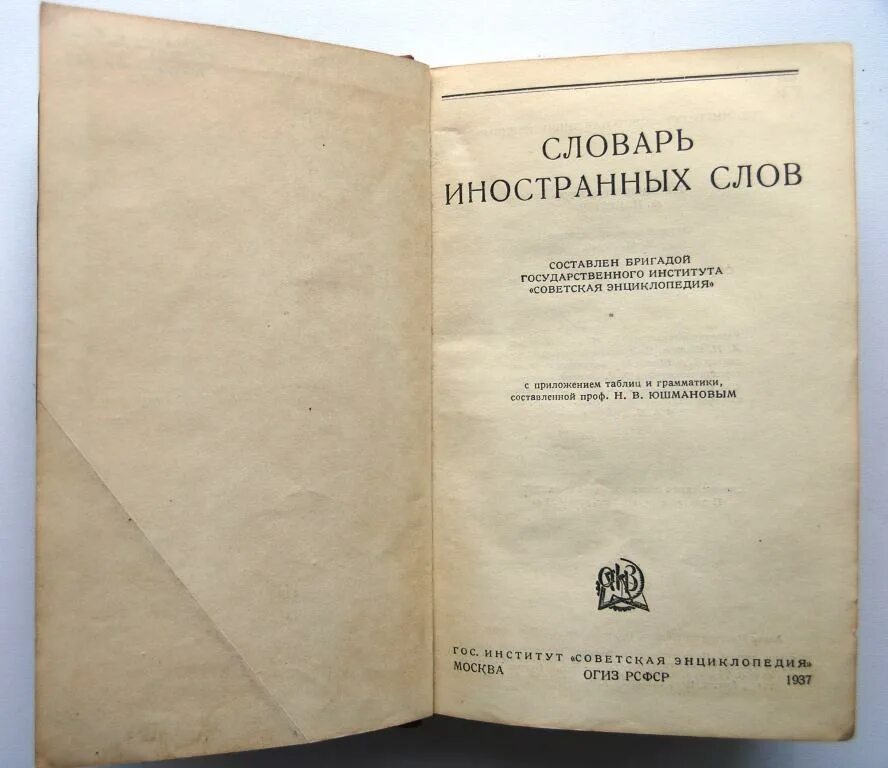 СЛОВАРЬ
ИНОСТРАННЫХ СЛОВ
СОСТАВЛЕН БРИГАДОЙ
ГОСУДАРСТВЕННОГО ИНСТИТУТА
«СОВЕТСКАЯ ЭНЦИКЛОПЕДИЯ»
с приложением таблиц и грамматики,
составленной проф. Н. В. ЮШМАНОВЫМ
ГОС. ИНСТИТУТ «СОВЕТСКАЯ ЭНЦИКЛОПЕДИЯ»
МОСКВА ОГИЗ РСФСР 1937